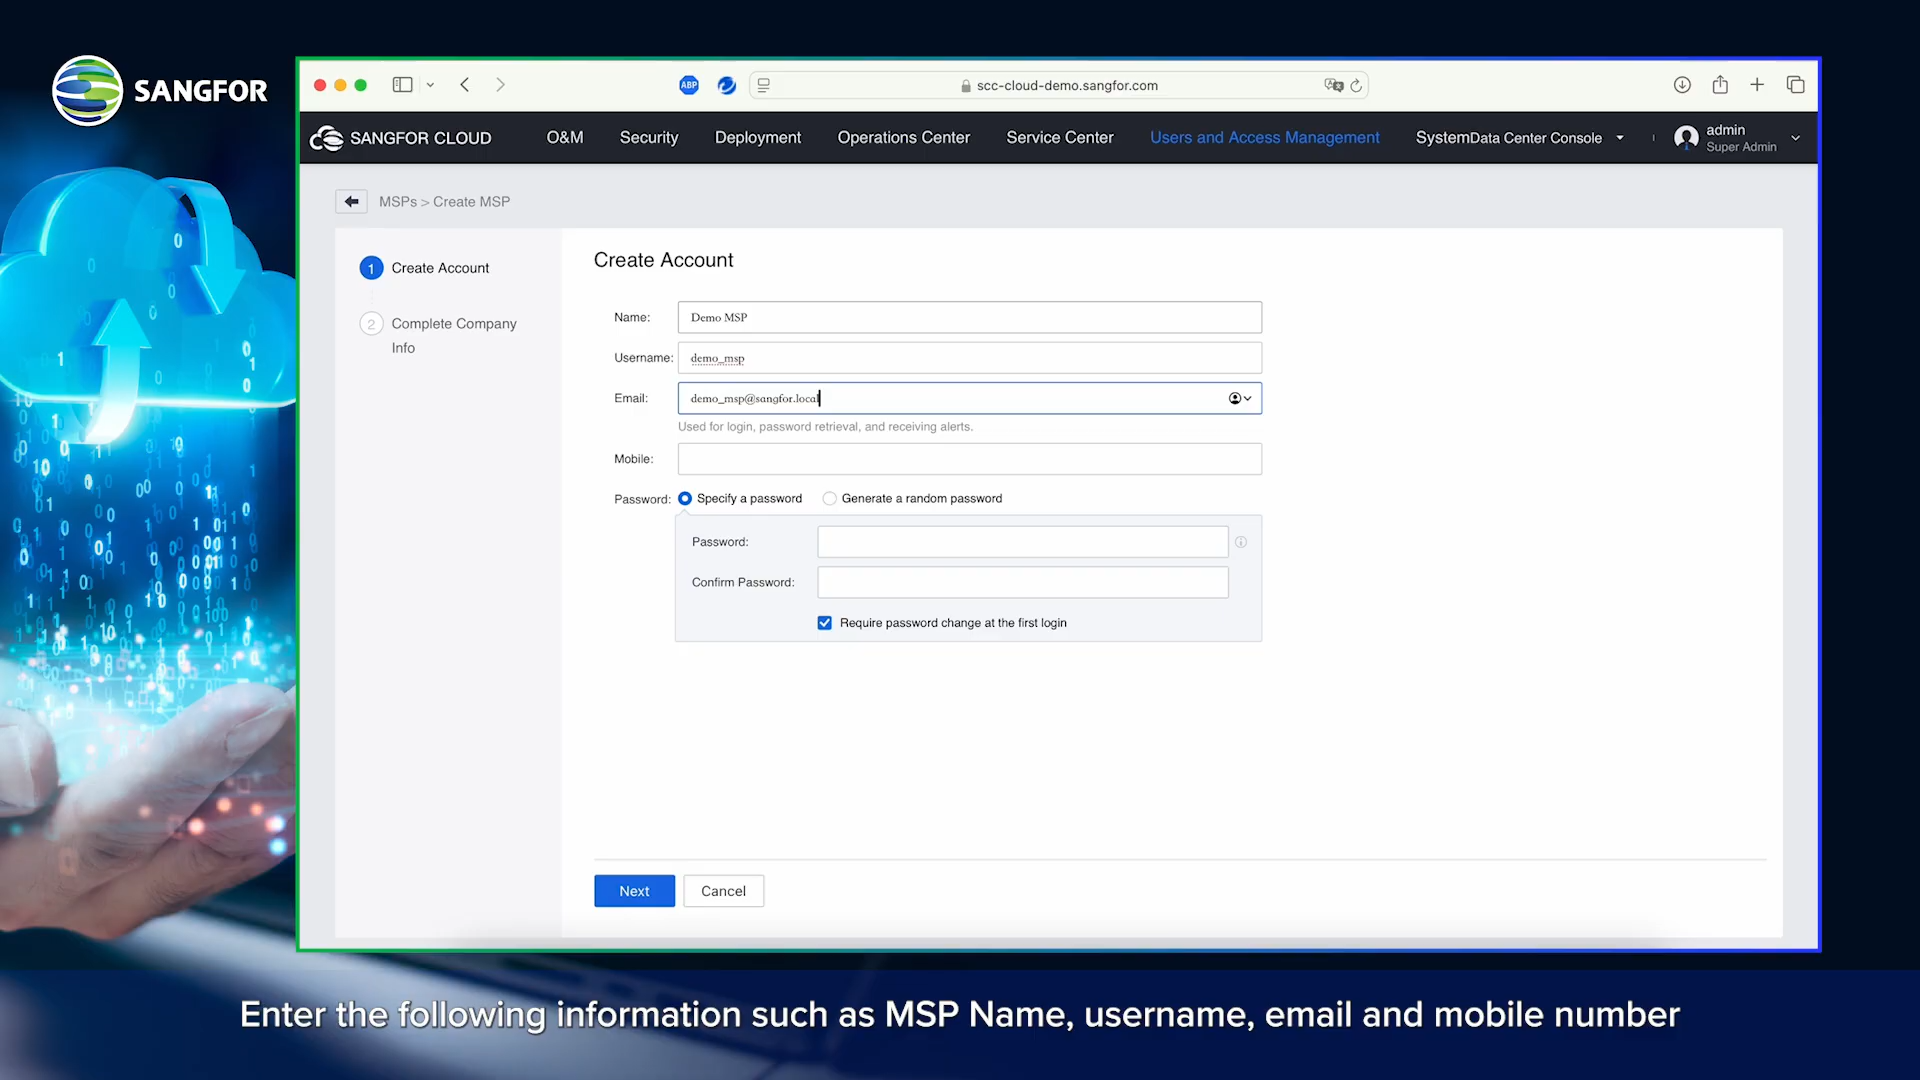 SANGFOR
ABP
scc-cloud-demo.sangfor.com
SANGFOR CLOUD
O&M
Security
Deployment
Operations Center
Service Center
Users and Access Management
SystemData Center Console
admin
Super Admin
MSPs > Create MSP
1 Create Account
2 Complete Company
Info
Create Account
Name: Demo MSP
Username: demo_msp
Email: demo_msp@sangfor.local
Used for login, password retrieval, and receiving alerts.
Mobile:
Password: Specify a password Generate a random password
Password:
Confirm Password:
Require password change at the first login
Next Cancel
Enter the following information such as MSP Name, username, email and mobile number